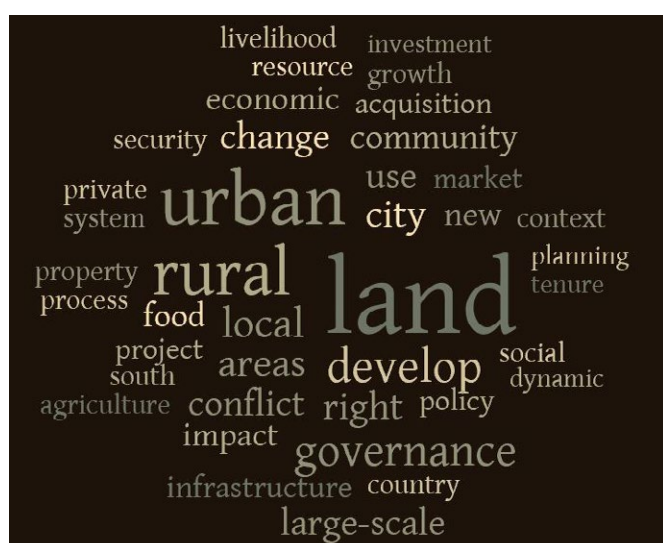 livelihood investment
resource growth
economic acquisition
security change community
private urban use market
system city new context
property rural land planning
process food local tenure
project areas develop social
south dynamic
agriculture conflict right policy
impact governance
infrastructure country
large-scale